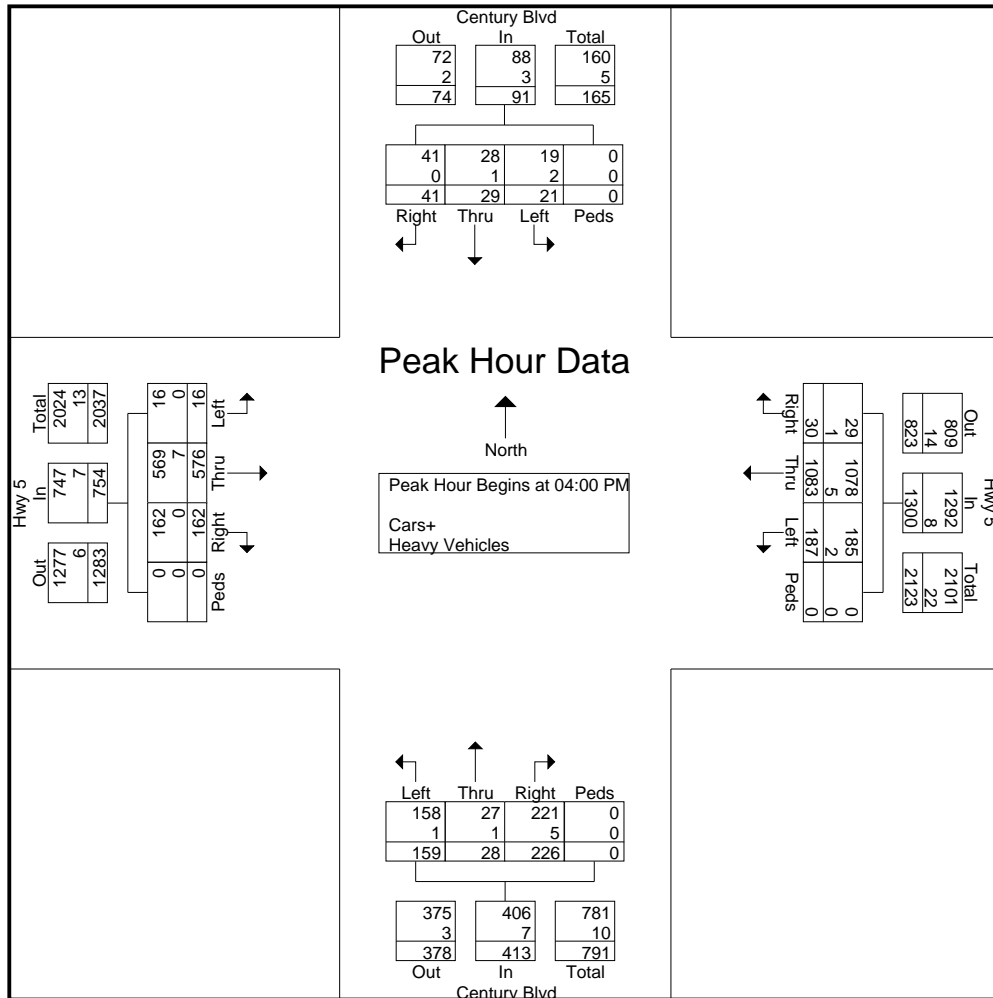 Century Blvd
Out In Total
72 88 160
2 3 5
74 91 165
41 28 19 0
0 1 2 0
41 29 21 0
Right Thru Left Peds
Peak Hour Data
North
Peak Hour Begins at 04:00 PM
Cars+
Heavy Vehicles
Hwy 5
Total In Out
2024 747 1277
13 7 6
2037 754 1283
16 569 162 0
0 7 0 0
16 576 162 0
Left Thru Right Peds
Hwy 5
Out In Total
809 1292 2101
14 8 22
823 1300 2123
29 1078 185 0
1 5 2 0
30 1083 187 0
Right Thru Left Peds
Left Thru Right Peds
158 27 221 0
1 1 5 0
159 28 226 0
375 406 781
3 7 10
378 413 791
Out In Total
Century Blvd